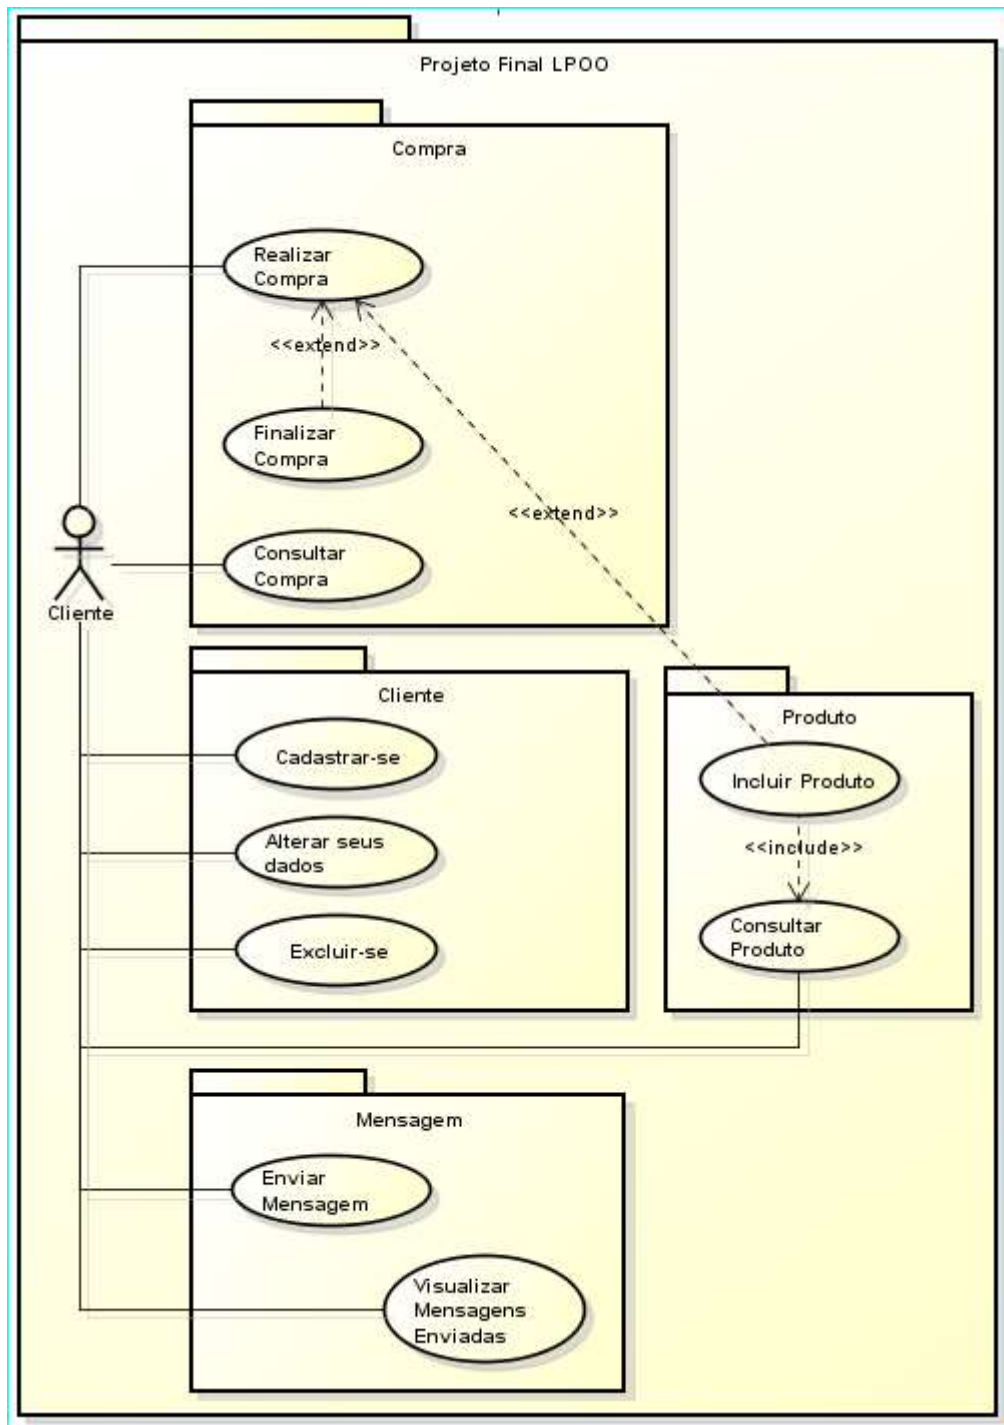 Projeto Final LPOO
Compra
Realizar
Compra
<<extend>>
Finalizar
Compra
<<extend>>
Consultar
Compra
Cliente
Cliente
Cadastrar-se
Alterar seus
dados
Excluir-se
Produto
Incluir Produto
<<include>>
Consultar
Produto
Mensagem
Enviar
Mensagem
Visualizar
Mensagens
Enviadas